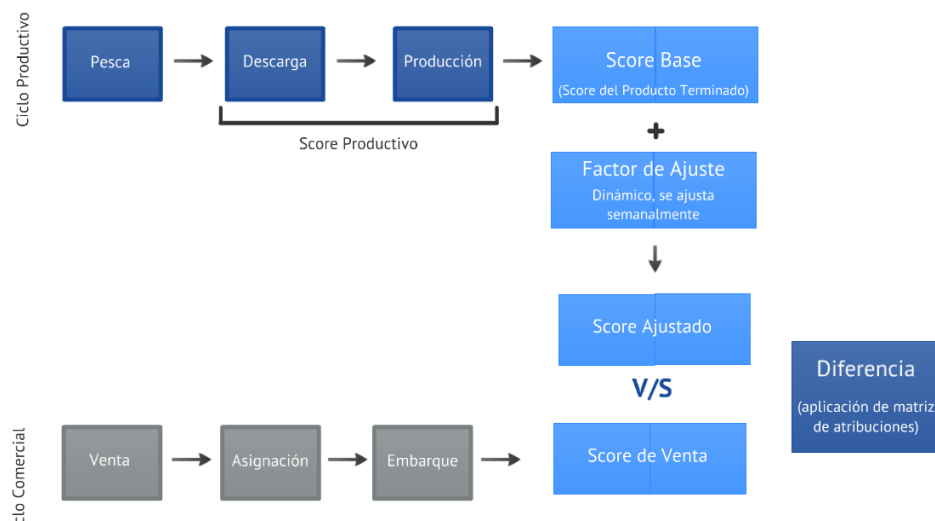 Ciclo Productivo
Pesca
Descarga
Producción
Score Base
(Score del Producto Terminado)
Score Productivo
+
Factor de Ajuste
Dinámico, se ajusta
semanalmente
Score Ajustado
V/S
Diferencia
(aplicación de matriz
de atribuciones)
clo Comercial
Venta
Asignación
Embarque
Score de Venta